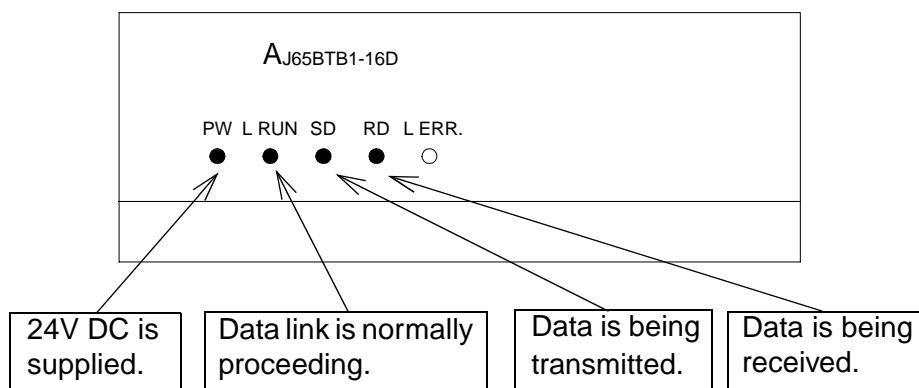 AJ65BTB1-16D
PW L RUN SD RD L ERR.
24V DC is
supplied.
Data link is normally
proceeding.
Data is being
transmitted.
Data is being
received.